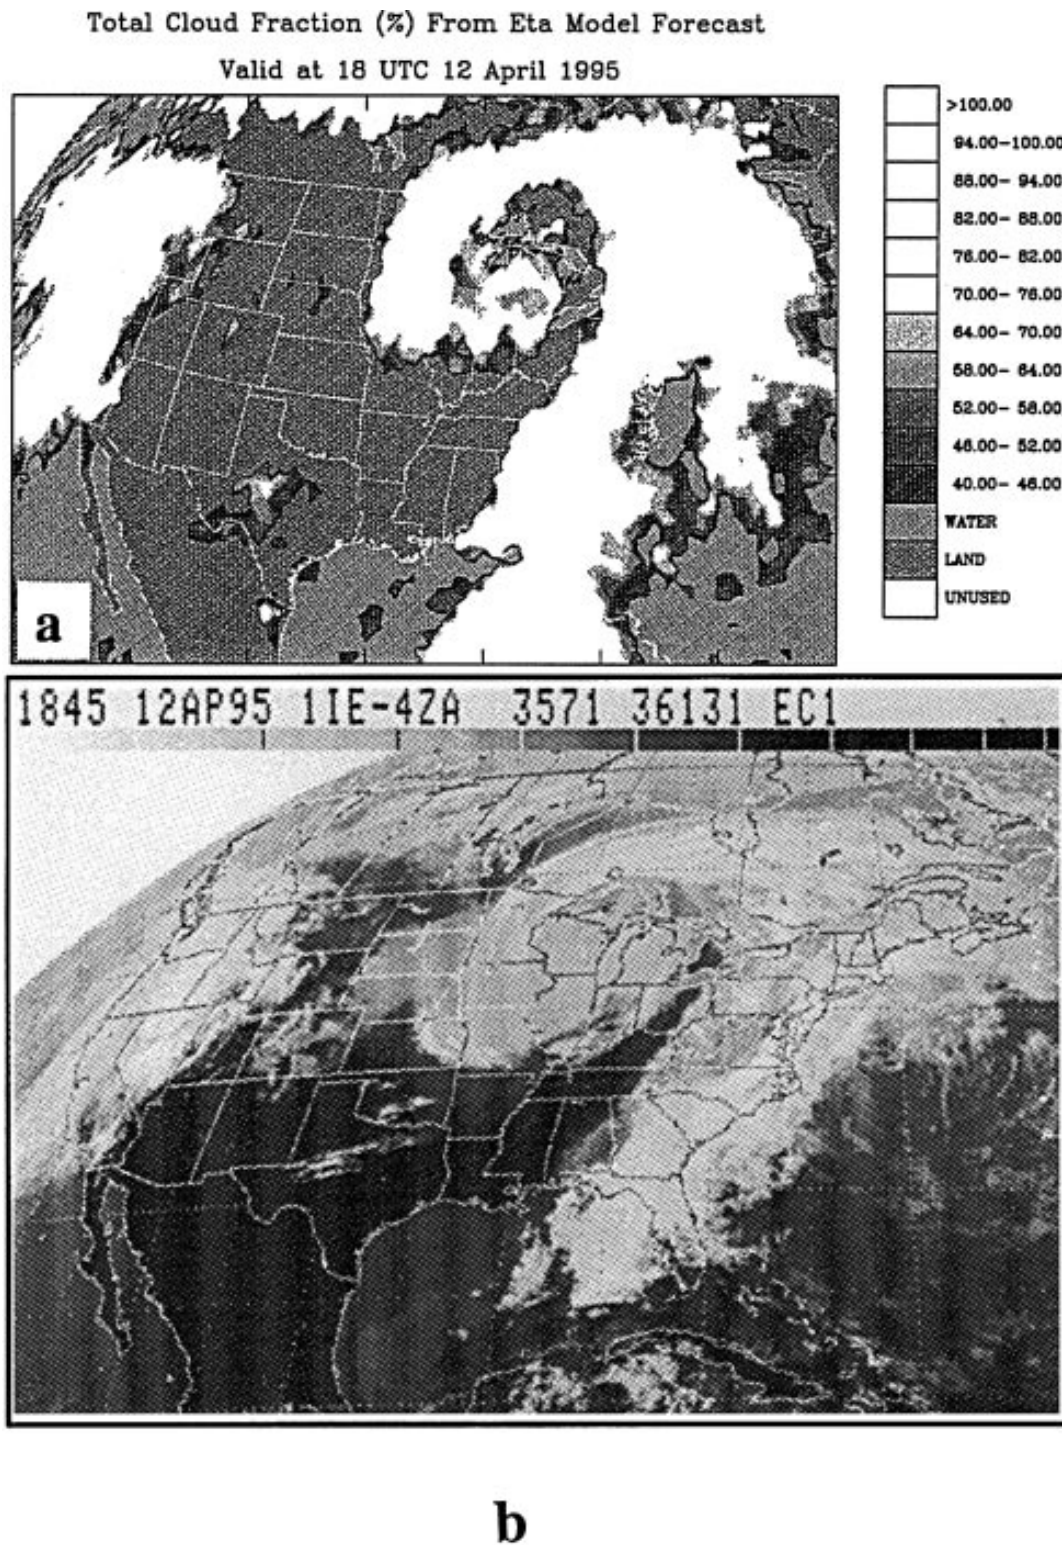 Total Cloud Fraction (%) From Eta Model Forecast
Valid at 18 UTC 12 April 1995
>100.00
94.00-100.00
88.00- 94.00
82.00- 88.00
76.00- 82.00
70.00- 76.00
64.00- 70.00
58.00- 64.00
52.00- 58.00
46.00- 52.00
40.00- 46.00
WATER
LAND
UNUSED
a
1845 12AP95 11E-42A 3571 36131 EC1
b